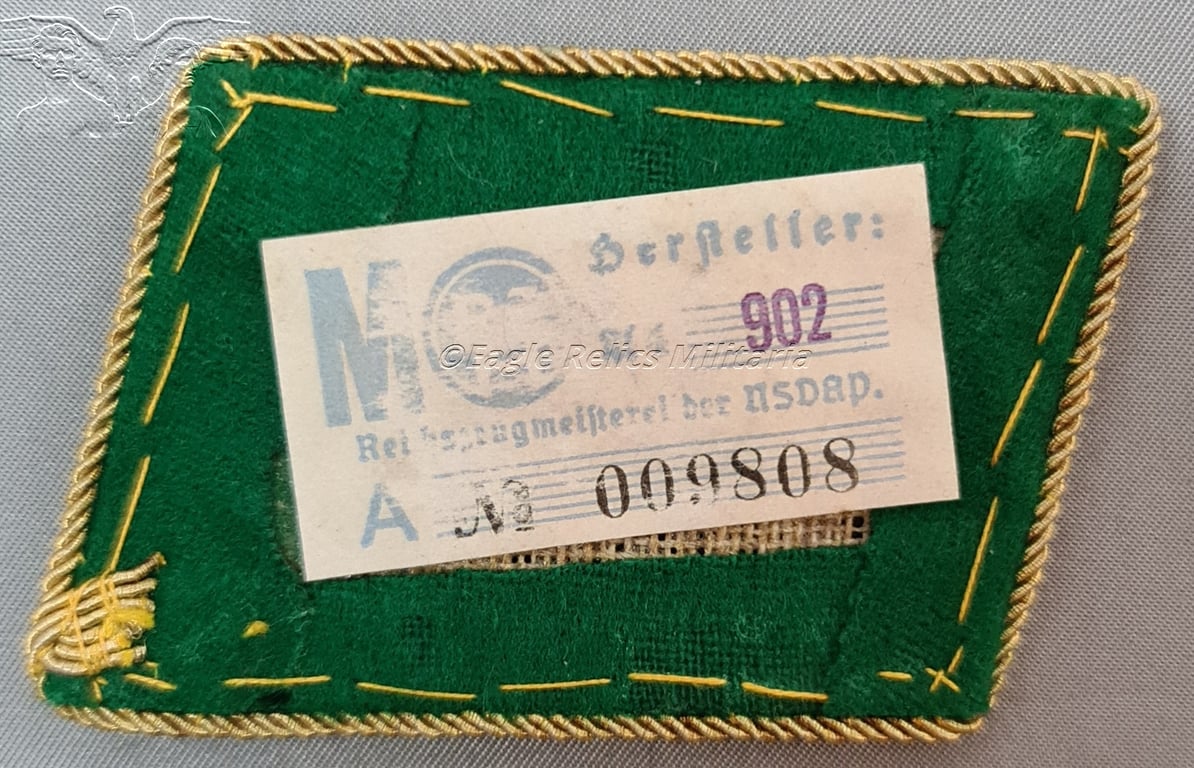 M
Hersteller:
902
©Eagle Relics Militaria
Reichszeugmeisterei der NSDAP.
A № 009808